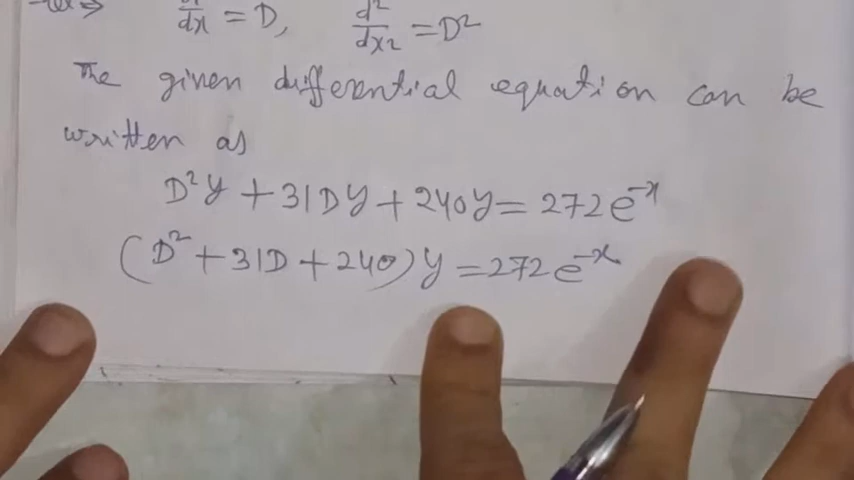 d/dx = D, d²/dx² = D²
The given differential equation can be
written as
D²y + 31Dy + 240y = 272e⁻ˣ
(D² + 31D + 240)y = 272e⁻ˣ